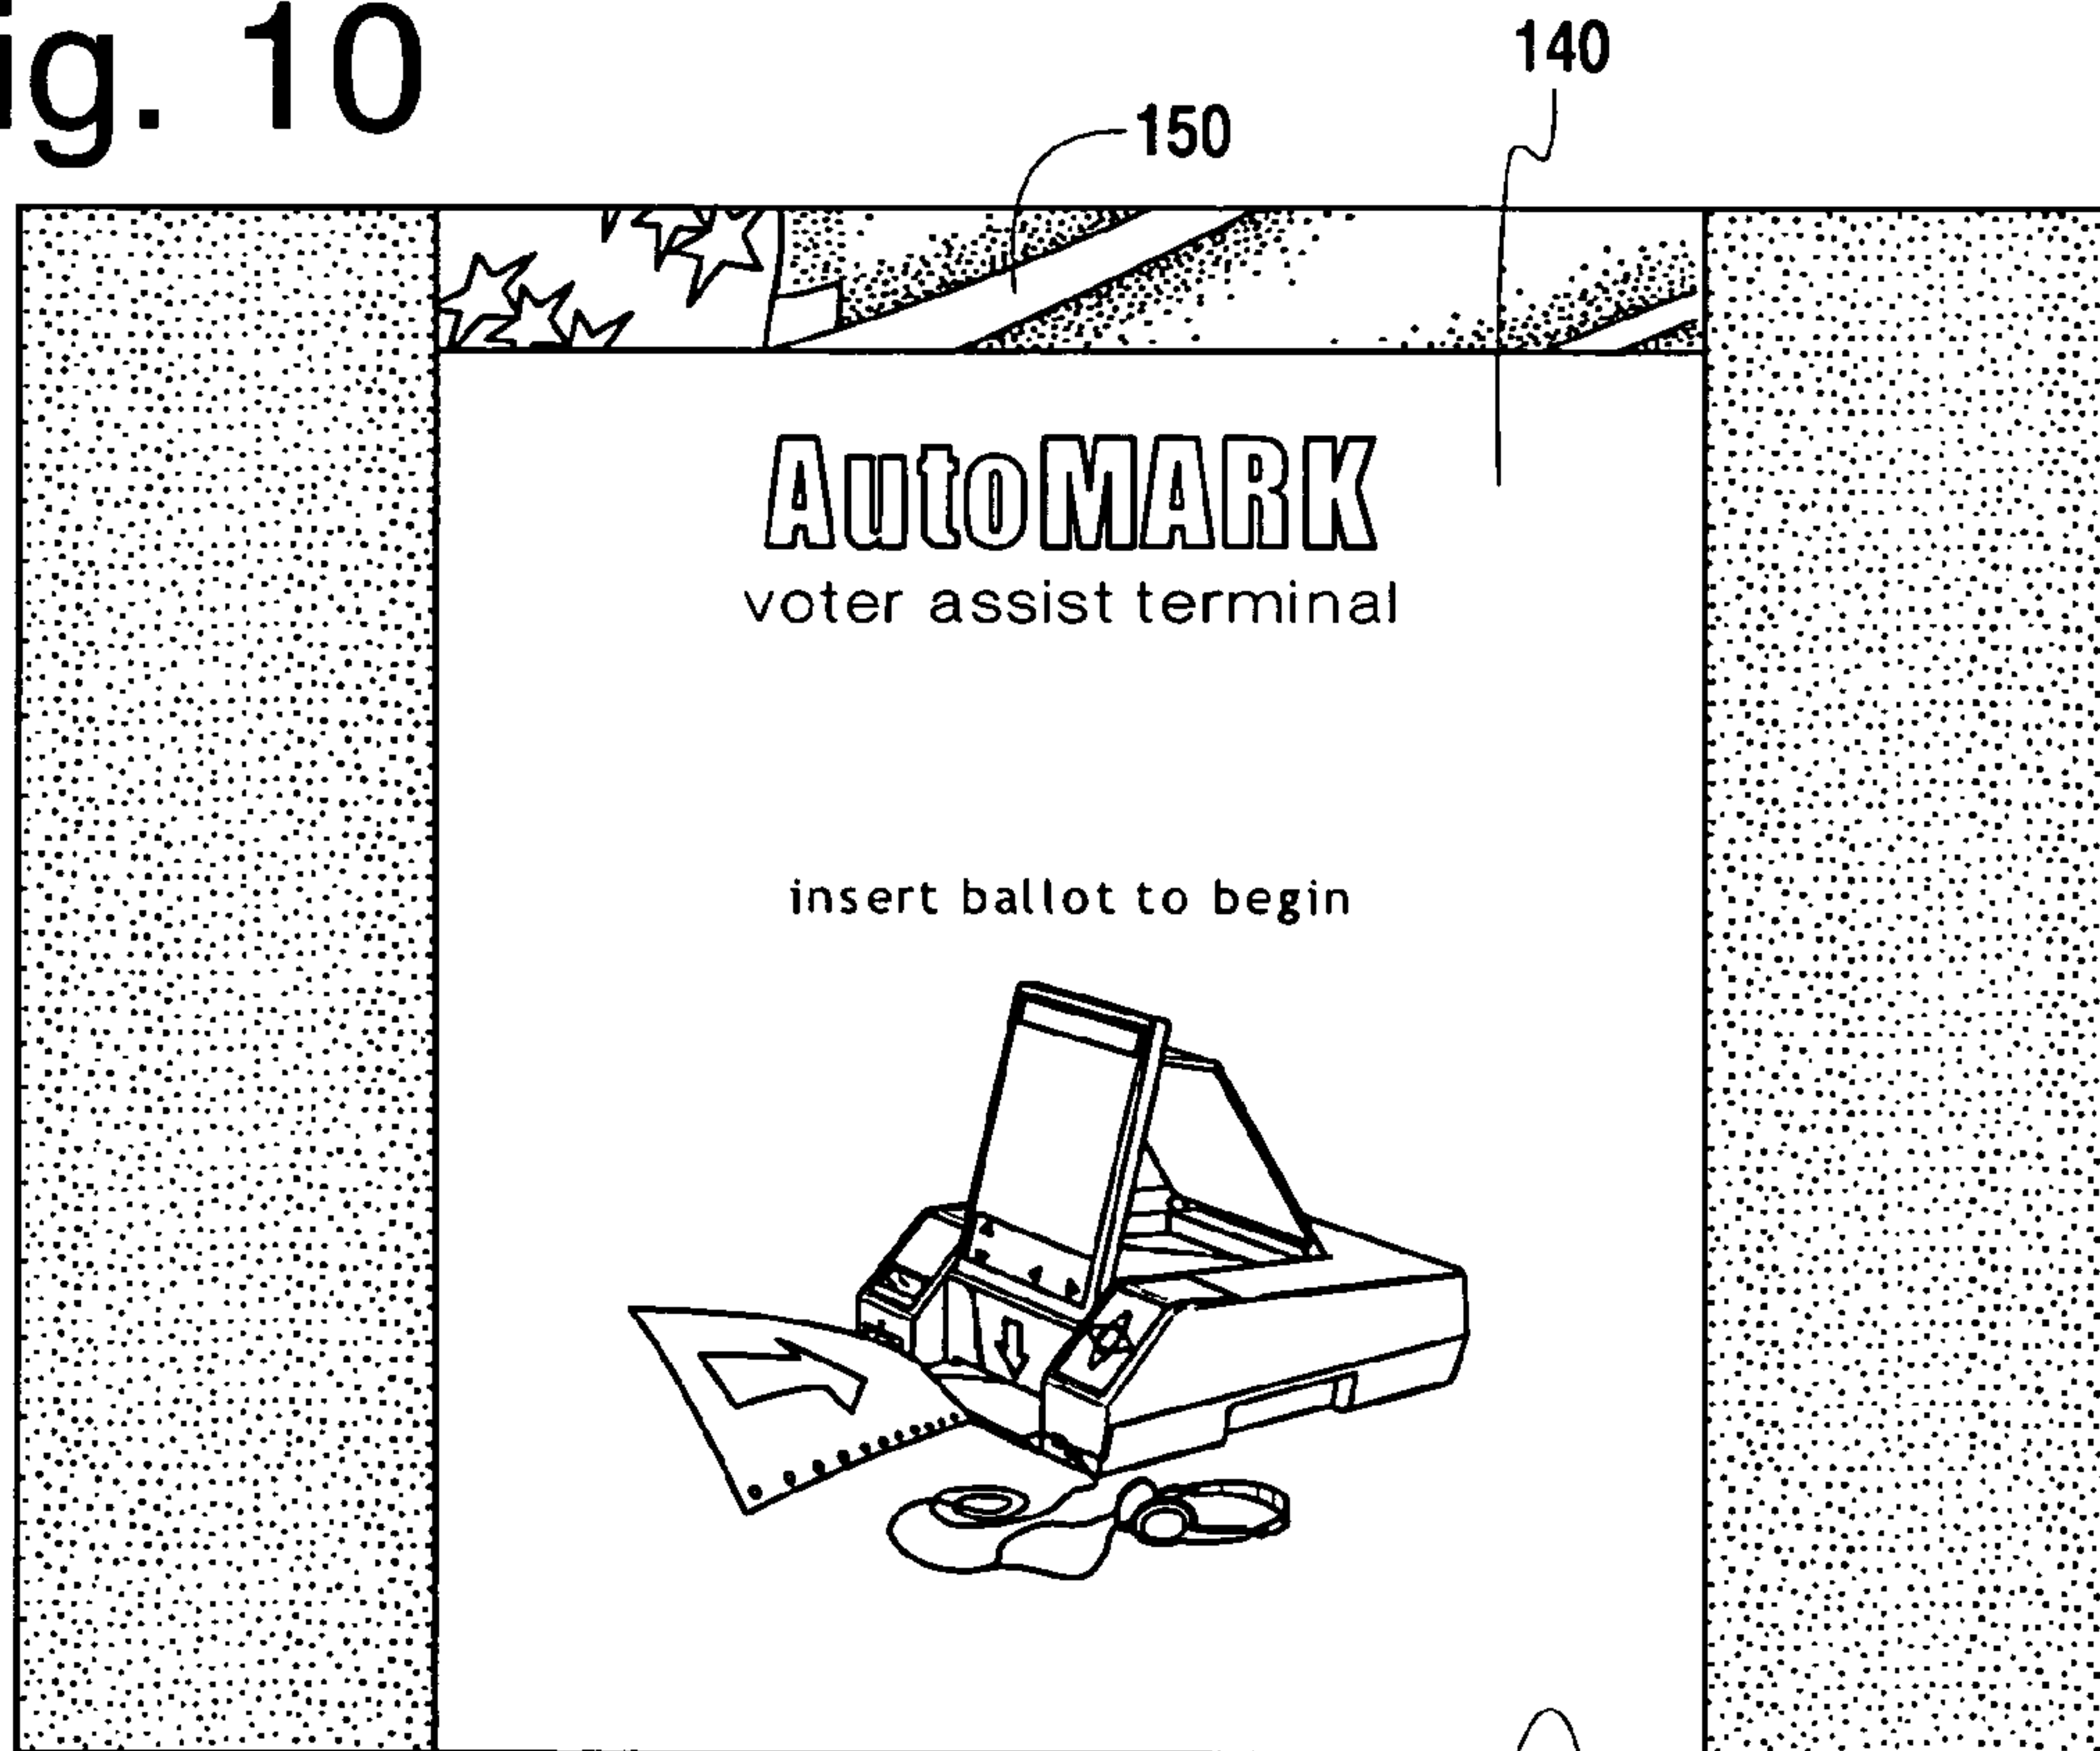 ig. 10
140
150
AutoMARK
voter assist terminal
insert ballot to begin